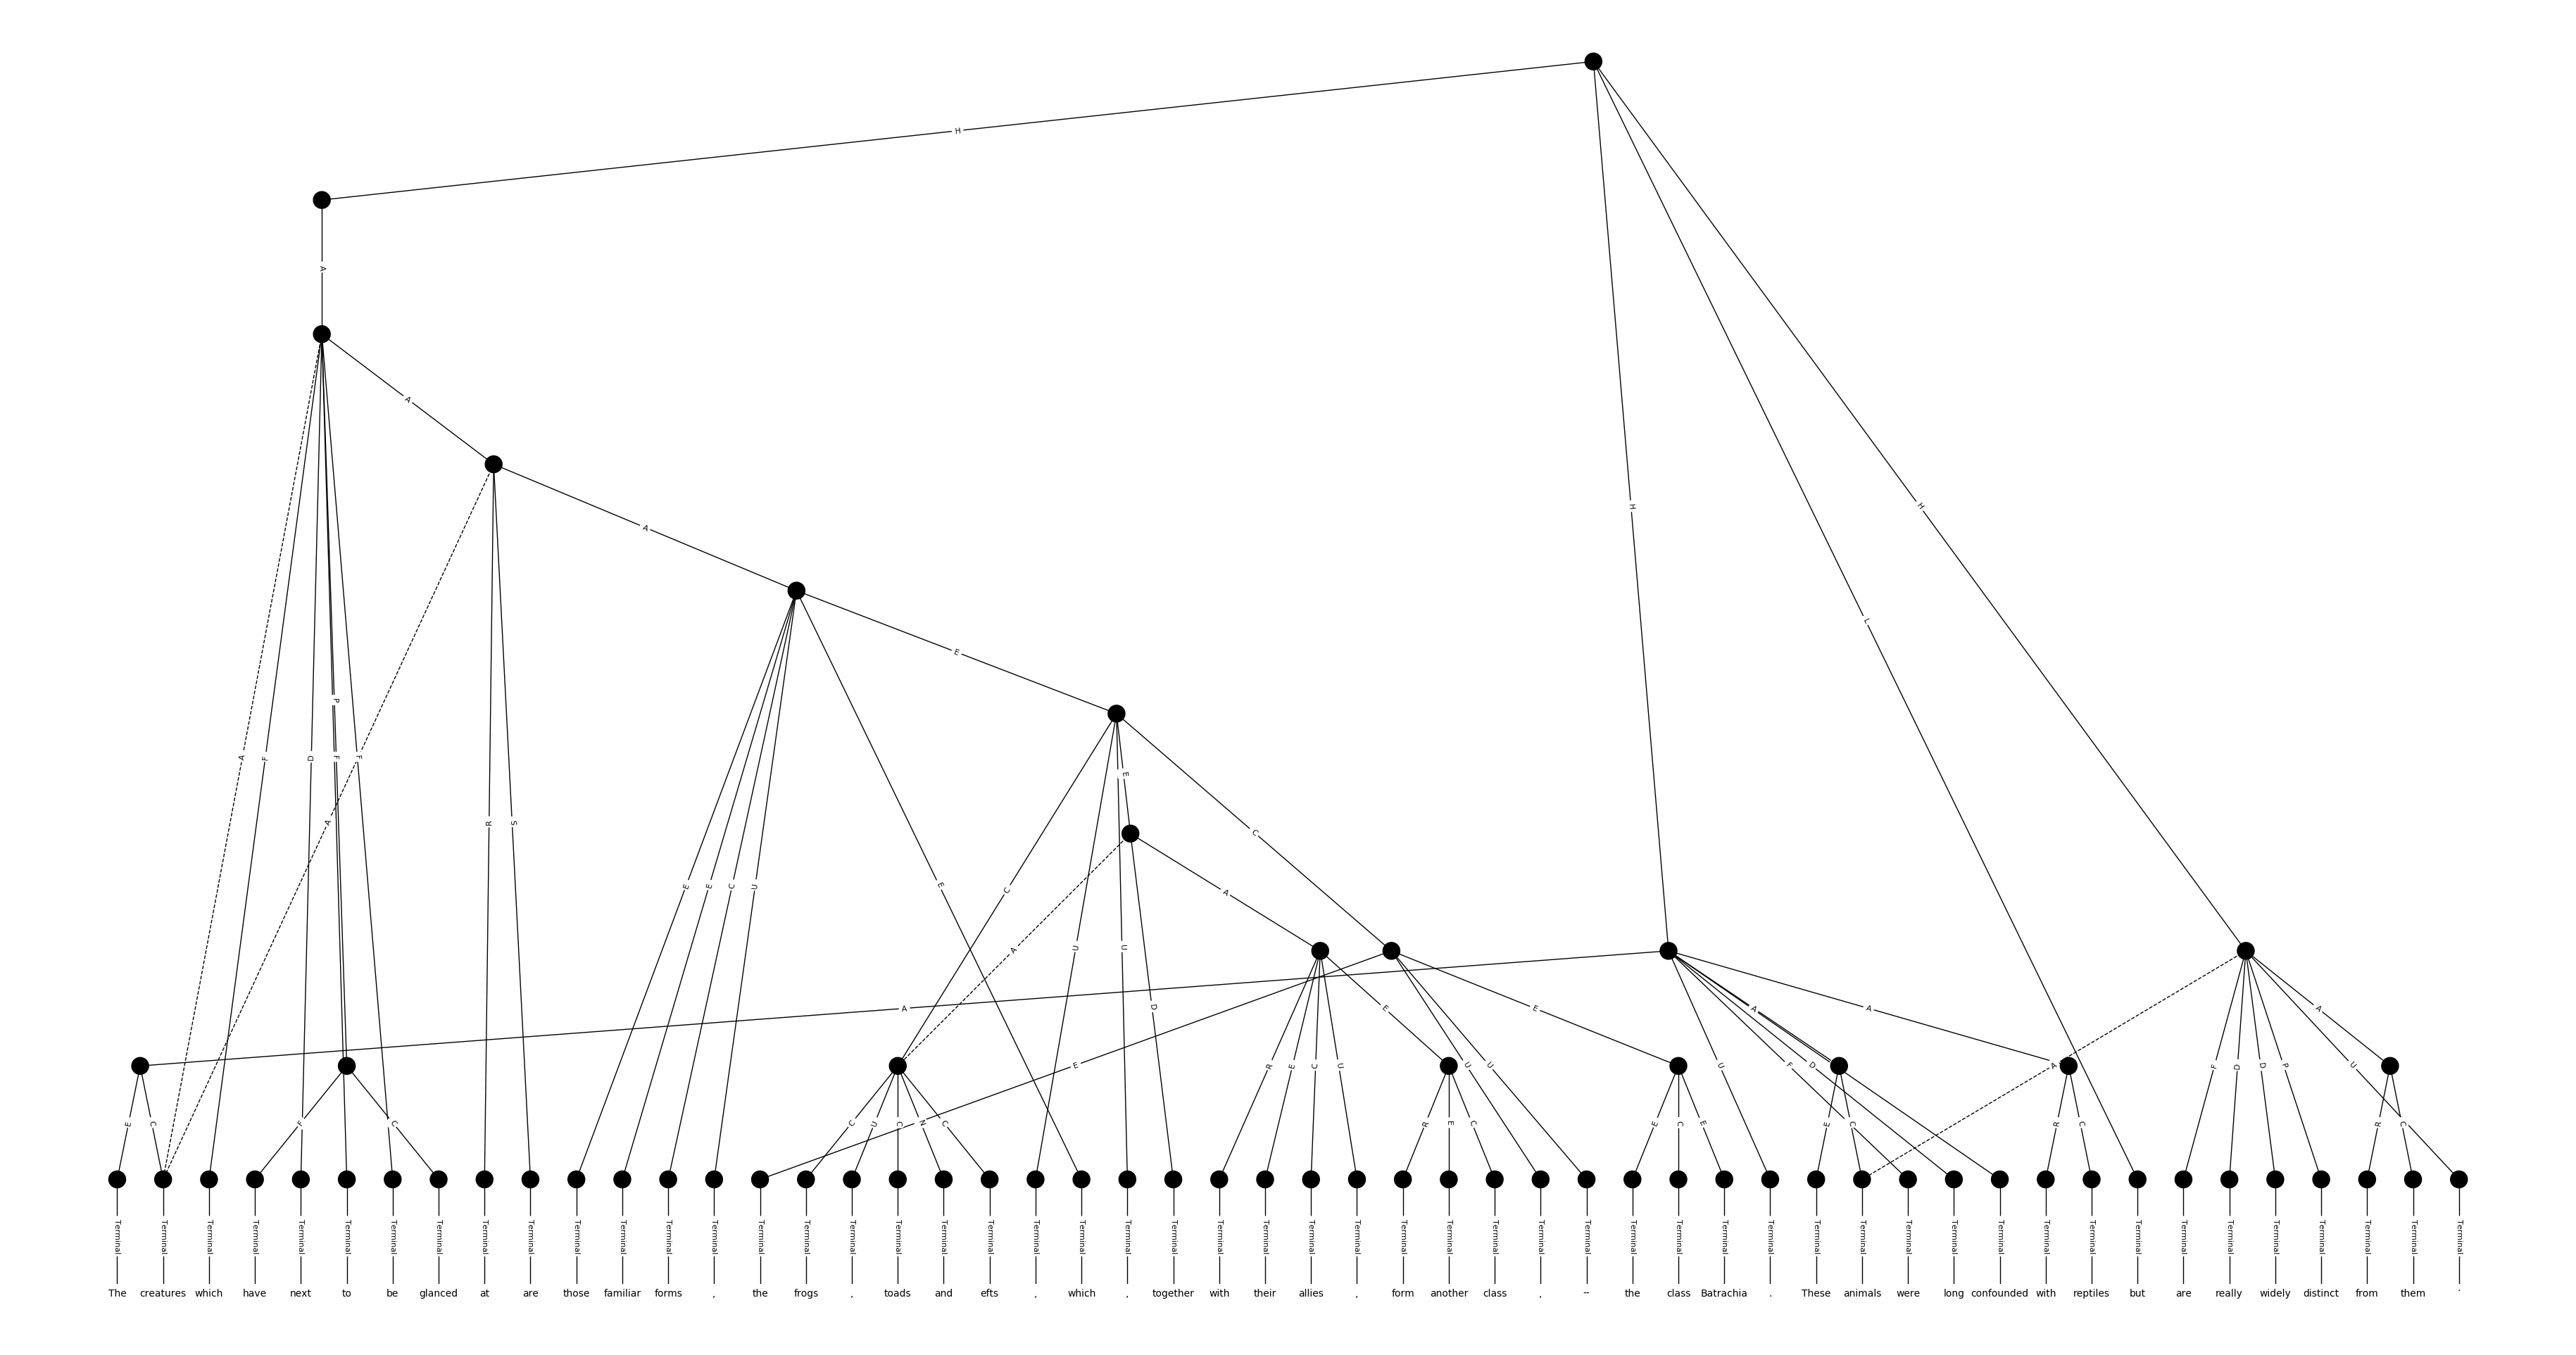 H
A
A
A
E
H
L
H
A F D P F F A
R S
E E C U E
E
C U U D A A C
A E
R E C U E U U E
A
U F D A A A F D D P U A
E C F C C U C N C R E C E C E E C R C R C
Terminal Terminal Terminal Terminal Terminal Terminal Terminal Terminal Terminal Terminal Terminal Terminal Terminal Terminal Terminal Terminal Terminal Terminal Terminal Terminal Terminal Terminal Terminal Terminal Terminal Terminal Terminal Terminal Terminal Terminal Terminal Terminal Terminal Terminal Terminal Terminal Terminal Terminal Terminal Terminal Terminal Terminal Terminal Terminal Terminal Terminal Terminal Terminal Terminal Terminal Terminal Terminal
The creatures which have next to be glanced at are those familiar forms , the frogs , toads and efts , which , together with their allies , form another class , -- the class Batrachia . These animals were long confounded with reptiles but are really widely distinct from them .